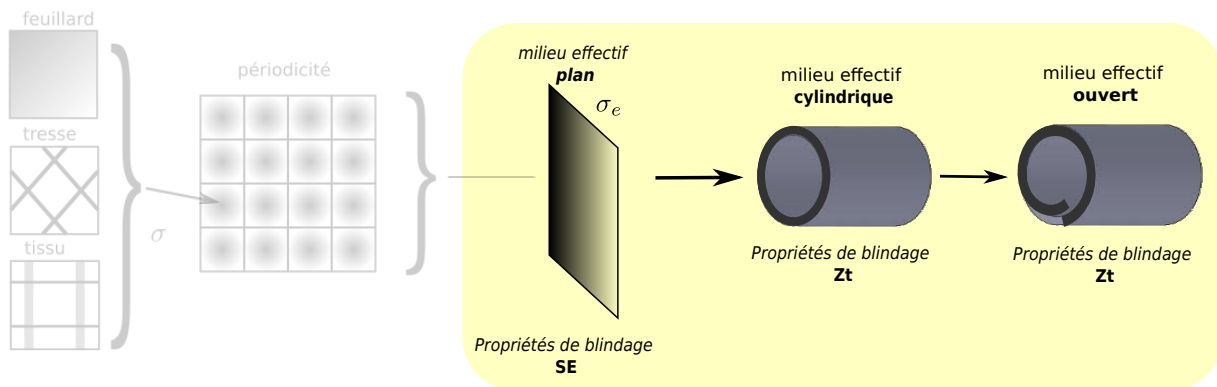 feuillard
tresse
tissu
σ
périodicité
milieu effectif
plan
σe
Propriétés de blindage
SE
milieu effectif
cylindrique
Propriétés de blindage
Zt
milieu effectif
ouvert
Propriétés de blindage
Zt